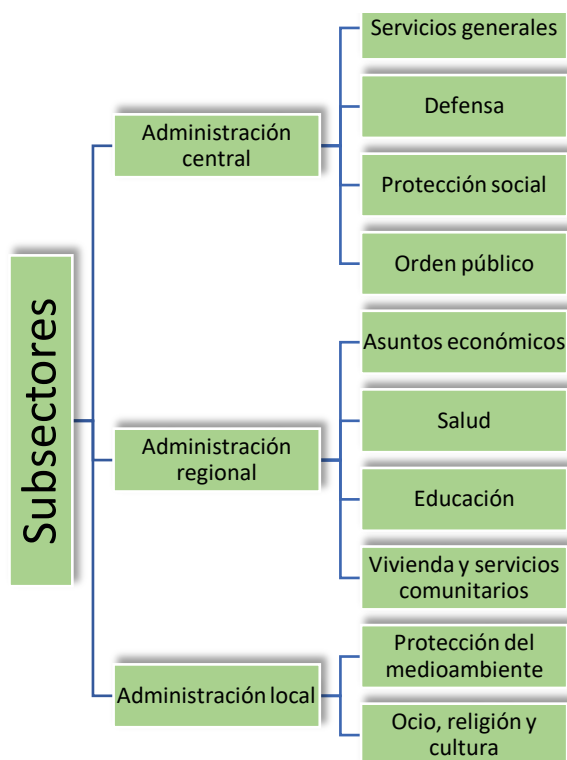 Subsectores
Administración
central
Servicios generales
Defensa
Protección social
Orden público
Administración
regional
Asuntos económicos
Salud
Educación
Vivienda y servicios
comunitarios
Administración local
Protección del
medioambiente
Ocio, religión y
cultura